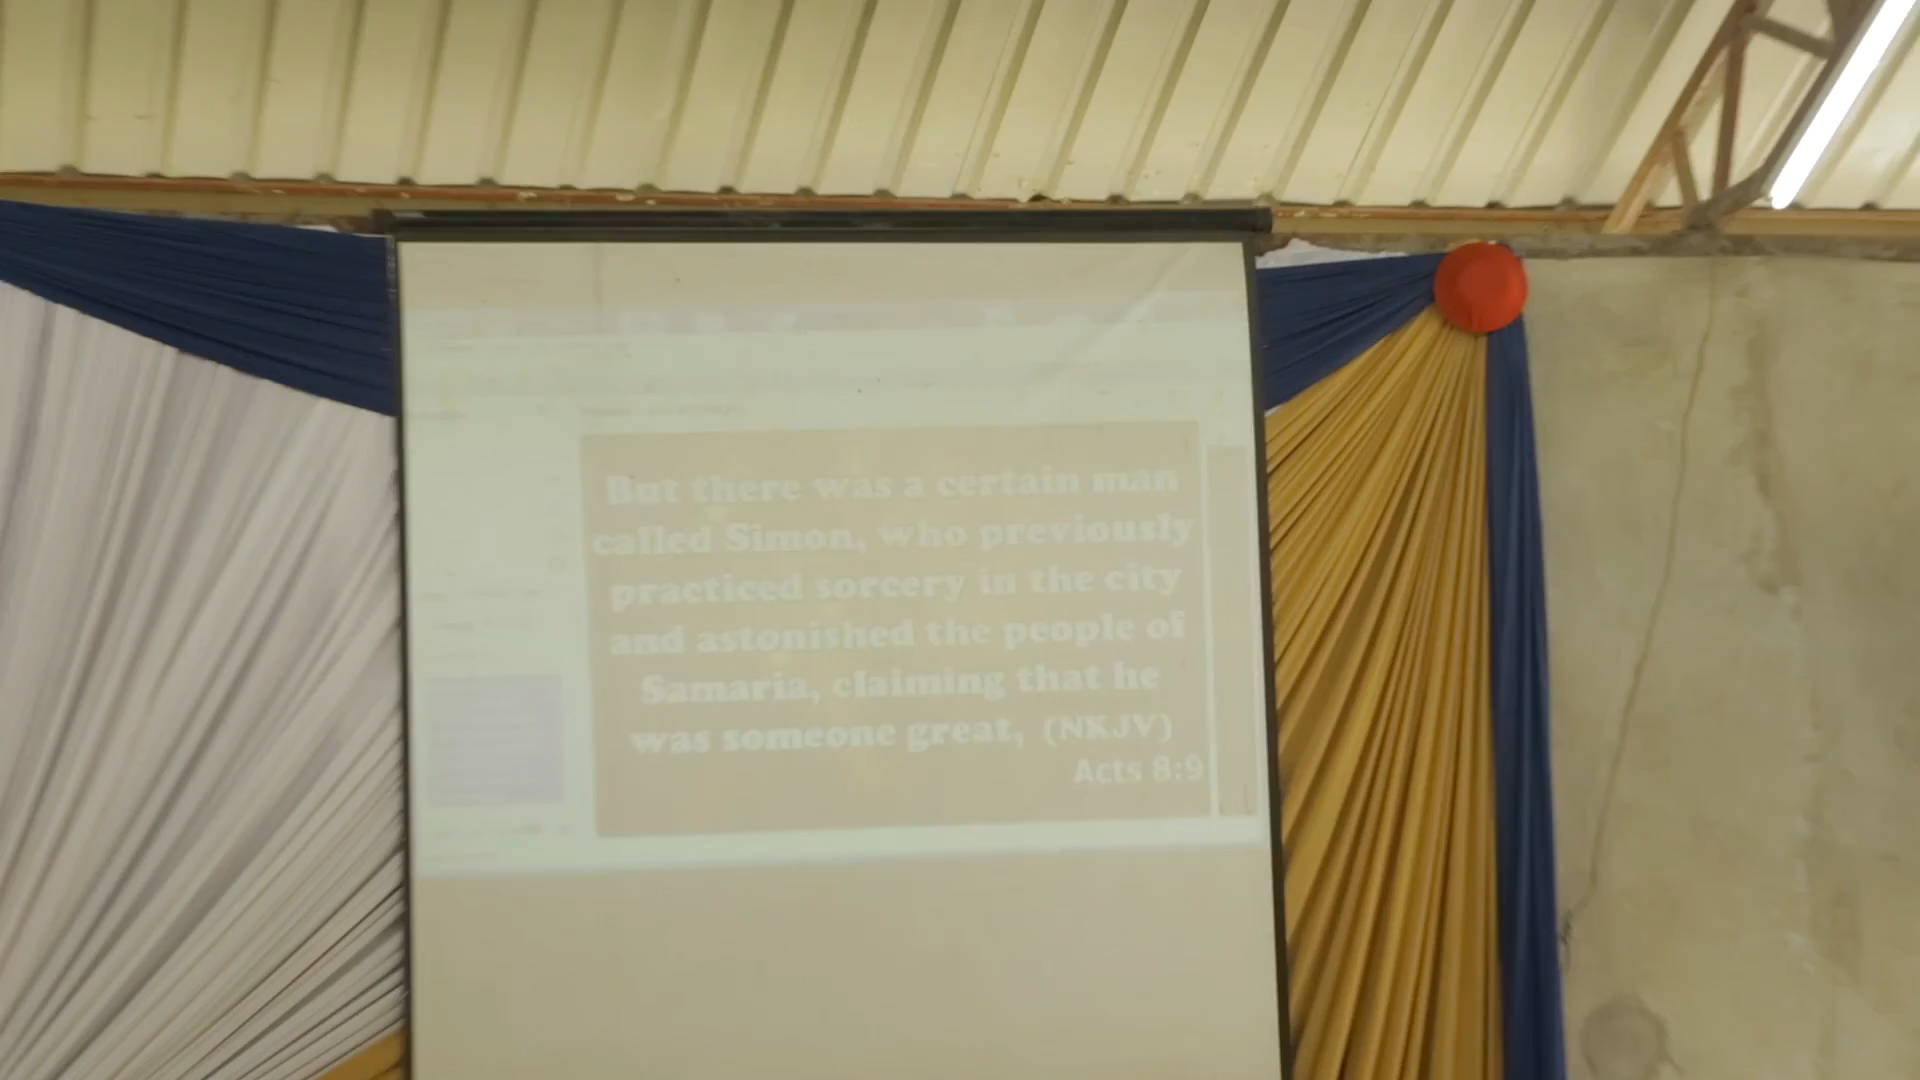 But there was a certain man
called Simon, who previously
practiced sorcery in the city
and astonished the people of
Samaria, claiming that he
was someone great, (NKJV)
Acts 8:9